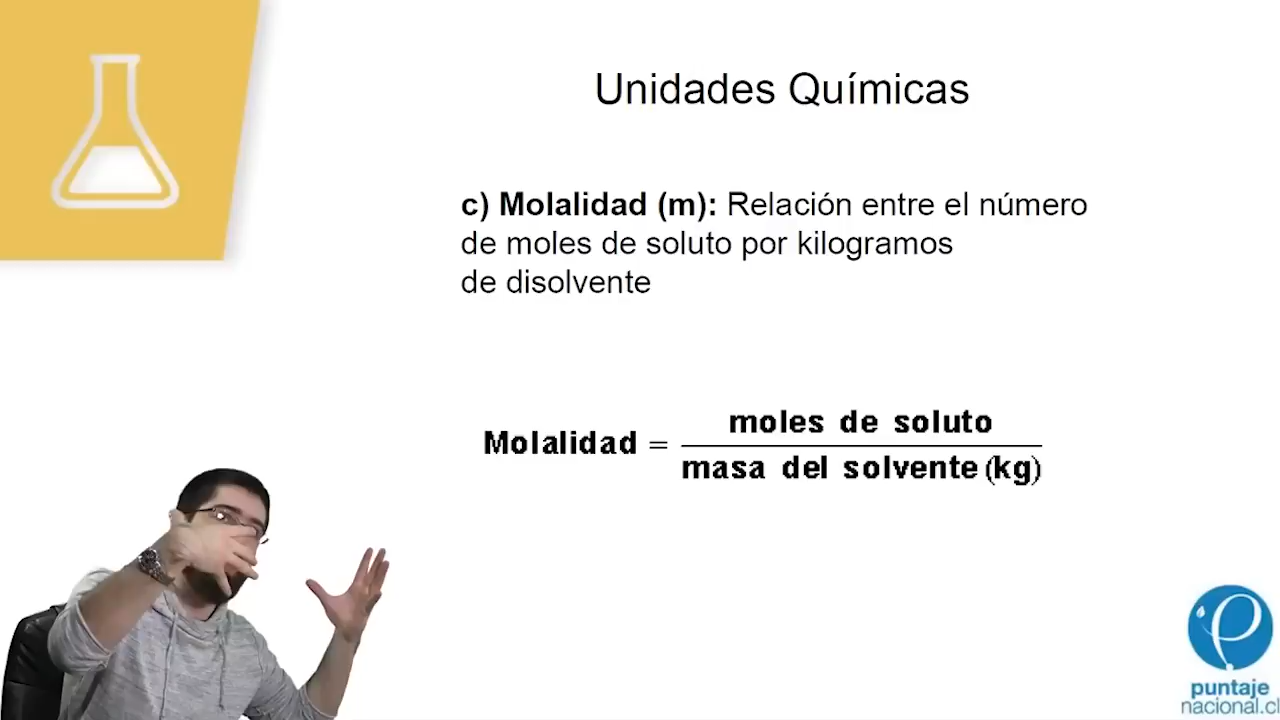 Unidades Químicas
c) Molalidad (m): Relación entre el número
de moles de soluto por kilogramos
de disolvente
Molalidad = moles de soluto
masa del solvente (kg)
puntaje
nacional.cl